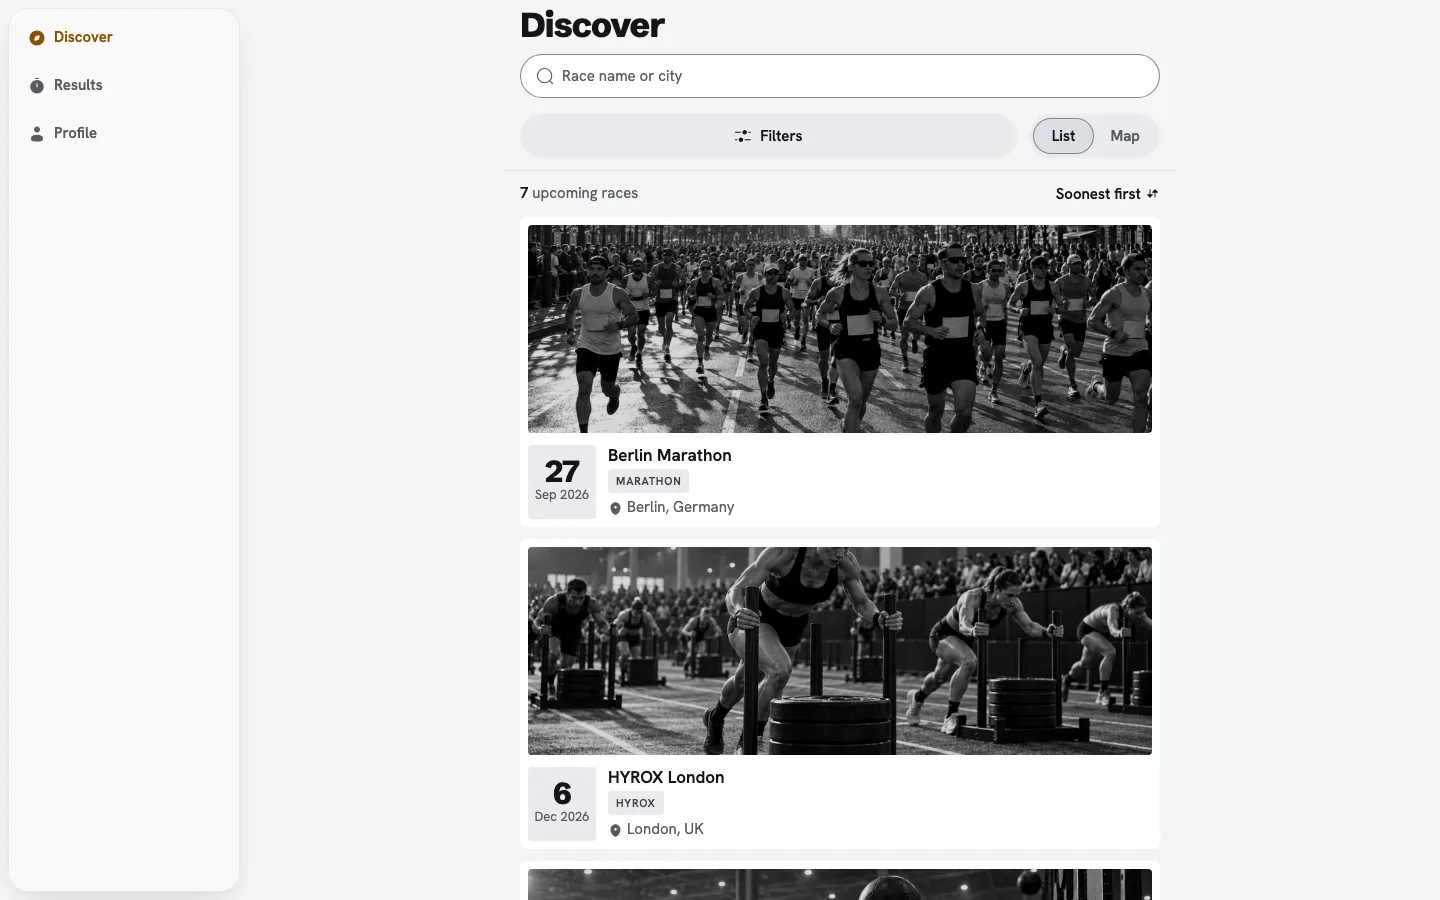 Discover
Results
Profile
Discover
Race name or city
Filters
List
Map
7 upcoming races
Soonest first
27
Sep 2026
Berlin Marathon
MARATHON
Berlin, Germany
6
Dec 2026
HYROX London
HYROX
London, UK